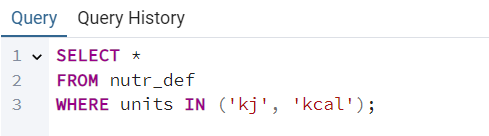 Query Query History
1 SELECT *
2 FROM nutr_def
3 WHERE units IN ('kj', 'kcal');